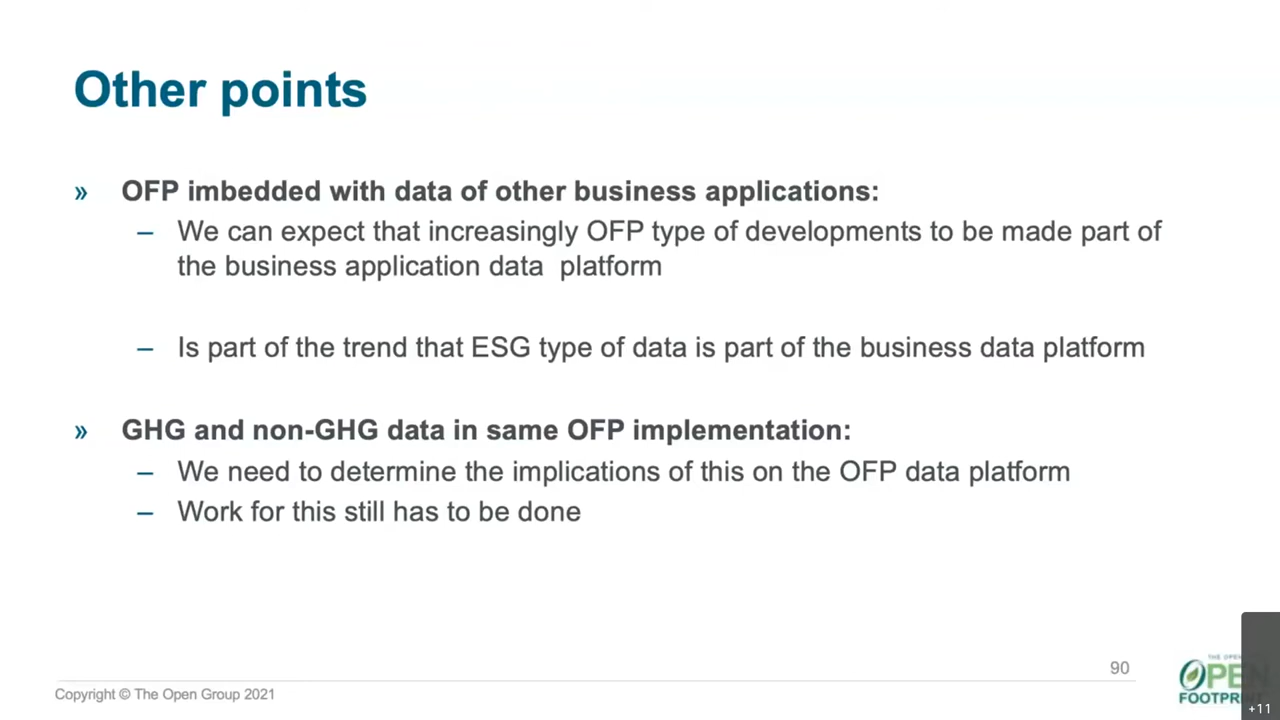 Other points
» OFP imbedded with data of other business applications:
– We can expect that increasingly OFP type of developments to be made part of
the business application data platform
– Is part of the trend that ESG type of data is part of the business data platform
» GHG and non-GHG data in same OFP implementation:
– We need to determine the implications of this on the OFP data platform
– Work for this still has to be done
90
Copyright © The Open Group 2021
THE OPEN
OPEN
FOOTPRINT
+11